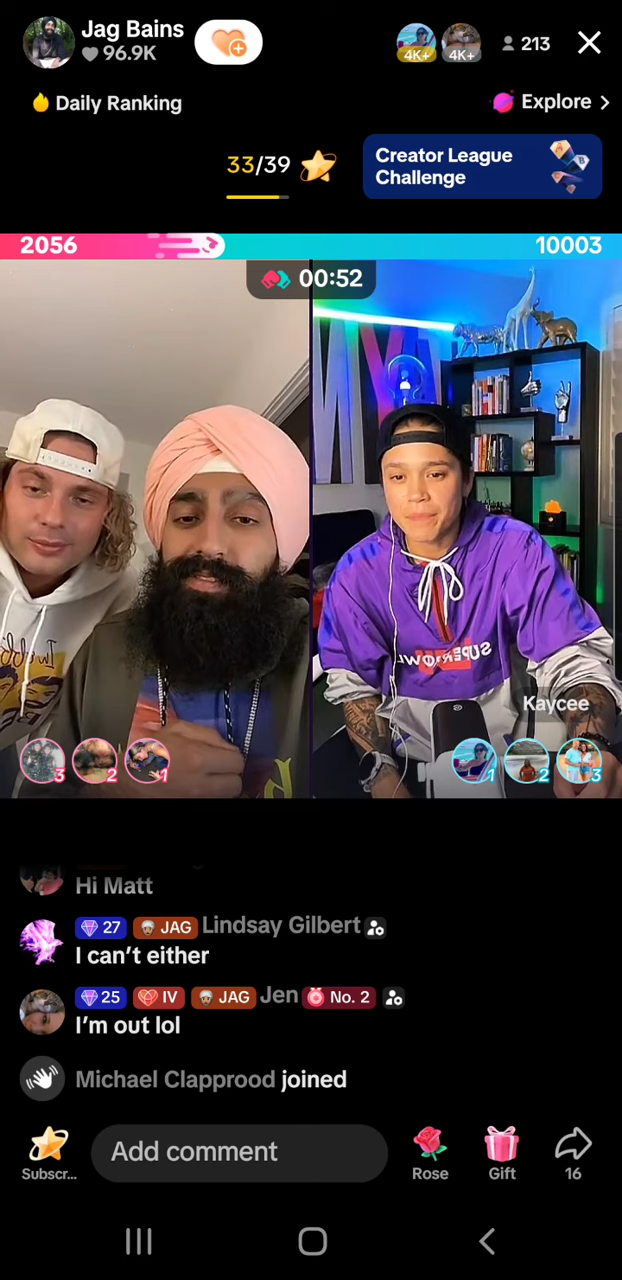 Jag Bains
96.9K
4K+
4K+
213
Daily Ranking
Explore >
33/39
Creator League
Challenge
2056
10003
00:52
SUPER
Kaycee
3
2
1
1
2
3
Hi Matt
27 JAG Lindsay Gilbert
I can't either
25 IV JAG Jen No. 2
I'm out lol
Michael Clapprood joined
Add comment
Subscr...
Rose
Gift
16